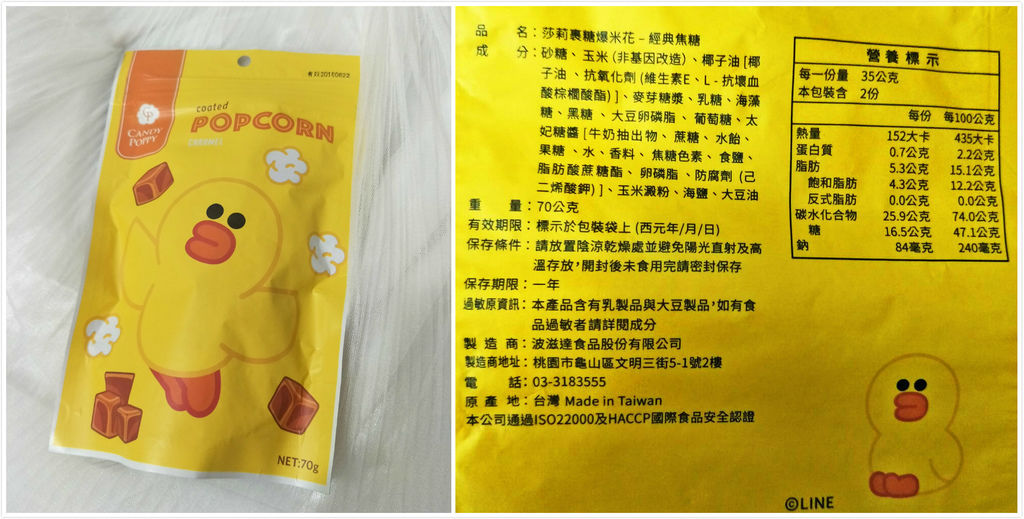 有效20190822
coated
POPCORN
CARAMEL
CP
CANDY
POPPY
NET:70g
品 名：莎莉裹糖爆米花 – 經典焦糖
成 分：砂糖、玉米 (非基因改造)、椰子油 [椰
子油、抗氧化劑 (維生素E、L - 抗壞血
酸棕櫚酸酯) ]、麥芽糖漿、乳糖、海藻
糖、黑糖、大豆卵磷脂、葡萄糖、太
妃糖醬 [牛奶抽出物、蔗糖、水飴、
果糖、水、香料、焦糖色素、食鹽、
脂肪酸蔗糖酯、卵磷脂、防腐劑 (己
二烯酸鉀) ]、玉米澱粉、海鹽、大豆油
重 量：70公克
有效期限：標示於包裝袋上 (西元年/月/日)
保存條件：請放置陰涼乾燥處並避免陽光直射及高
溫存放，開封後未食用完請密封保存
保存期限：一年
過敏原資訊：本產品含有乳製品與大豆製品，如有食
品過敏者請詳閱成分
製 造 商：波滋達食品股份有限公司
製造商地址：桃園市龜山區文明三街5-1號2樓
電 話：03-3183555
原 產 地：台灣 Made in Taiwan
本公司通過ISO22000及HACCP國際食品安全認證
營養標示
每一份量 35公克
本包裝含 2份
每份 每100公克
熱量 152大卡 435大卡
蛋白質 0.7公克 2.2公克
脂肪 5.3公克 15.1公克
飽和脂肪 4.3公克 12.2公克
反式脂肪 0.0公克 0.0公克
碳水化合物 25.9公克 74.0公克
糖 16.5公克 47.1公克
鈉 84毫克 240毫克
©LINE